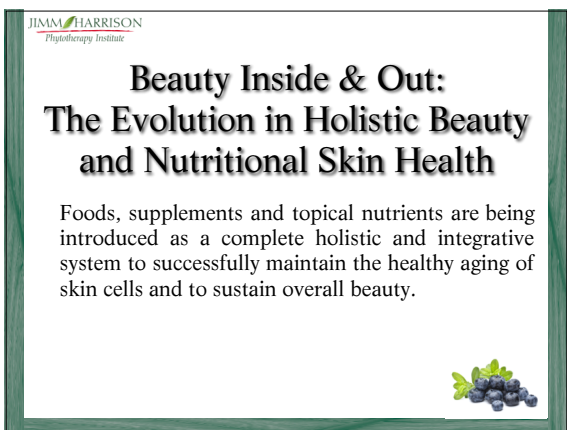 JIMM HARRISON
Phytotherapy Institute
Beauty Inside & Out:
The Evolution in Holistic Beauty
and Nutritional Skin Health
Foods, supplements and topical nutrients are being
introduced as a complete holistic and integrative
system to successfully maintain the healthy aging of
skin cells and to sustain overall beauty.